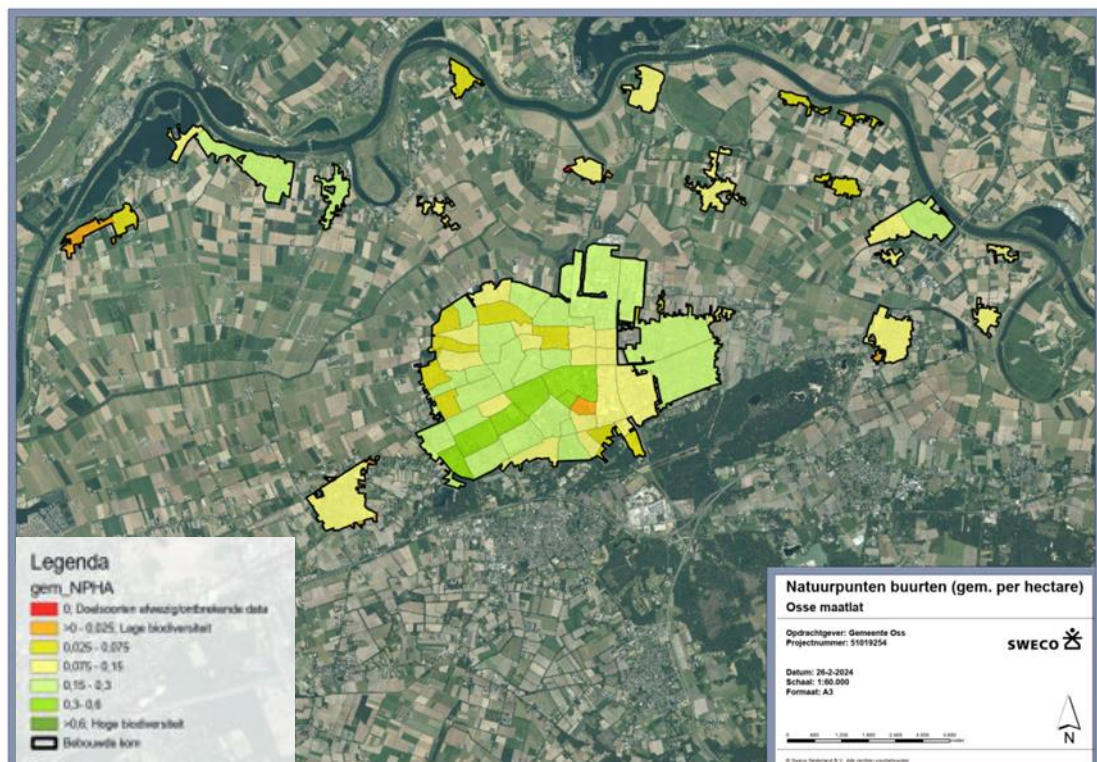 Legenda
gem_NPHA
0; Doelsoorten afwezig/ontbrekende data
>0 - 0,025; Lage biodiversiteit
0,025 - 0,075
0,075 - 0,15
0,15 - 0,3
0,3- 0,6
>0,6; Hoge biodiversiteit
Bebouwde kom
Natuurpunten buurten (gem. per hectare)
Osse maatlat
Opdrachtgever: Gemeente Oss
Projectnummer: 51019254
SWECO
Datum: 26-2-2024
Schaal: 1:60.000
Formaat: A3
N